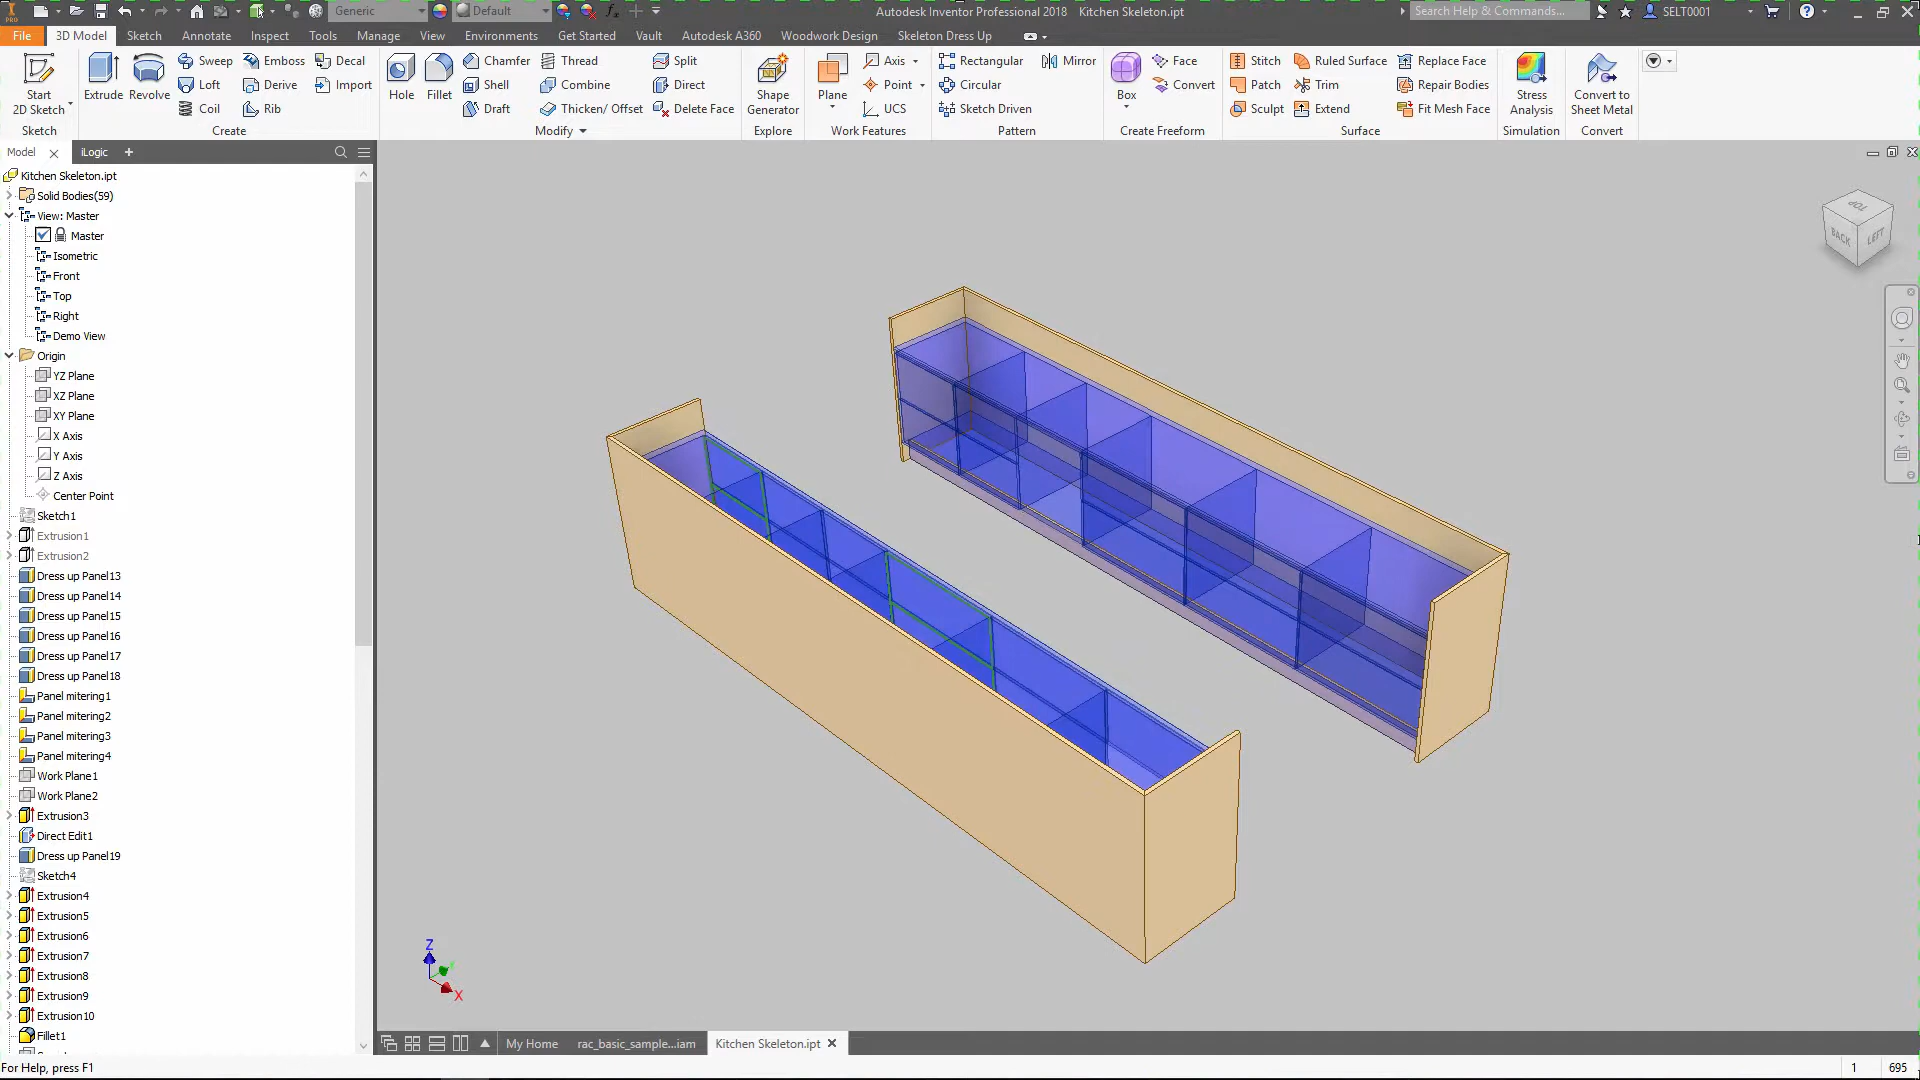 Generic
Default
Autodesk Inventor Professional 2018 Kitchen Skeleton.ipt
Search Help & Commands...
SELT0001
File 3D Model Sketch Annotate Inspect Tools Manage View Environments Get Started Vault Autodesk A360 Woodwork Design Skeleton Dress Up
Start 2D Sketch
Sketch
Extrude Revolve
Sweep Emboss Decal
Loft Derive Import
Coil Rib
Create
Hole Fillet
Chamfer Thread Split
Shell Combine Direct
Draft Thicken/ Offset Delete Face
Modify
Shape Generator
Explore
Plane
Axis
Point
UCS
Work Features
Rectangular Mirror
Circular
Sketch Driven
Pattern
Box
Face
Convert
Create Freeform
Stitch Ruled Surface Replace Face
Patch Trim Repair Bodies
Sculpt Extend Fit Mesh Face
Surface
Stress Analysis
Simulation
Convert to Sheet Metal
Convert
Model iLogic +
Kitchen Skeleton.ipt
Solid Bodies(59)
View: Master
Master
Isometric
Front
Top
Right
Demo View
Origin
YZ Plane
XZ Plane
XY Plane
X Axis
Y Axis
Z Axis
Center Point
Sketch1
Extrusion1
Extrusion2
Dress up Panel13
Dress up Panel14
Dress up Panel15
Dress up Panel16
Dress up Panel17
Dress up Panel18
Panel mitering1
Panel mitering2
Panel mitering3
Panel mitering4
Work Plane1
Work Plane2
Extrusion3
Direct Edit1
Dress up Panel19
Sketch4
Extrusion4
Extrusion5
Extrusion6
Extrusion7
Extrusion8
Extrusion9
Extrusion10
Fillet1
TOP
BACK LEFT
Z
X
My Home rac_basic_sample...iam Kitchen Skeleton.ipt
For Help, press F1
1 695